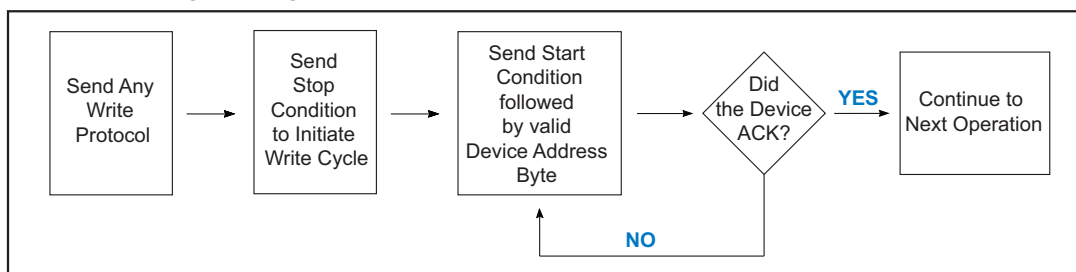 Send Any
Write
Protocol
Send
Stop
Condition
to Initiate
Write Cycle
Send Start
Condition
followed
by valid
Device Address
Byte
Did
the Device
ACK?
YES
NO
Continue to
Next Operation